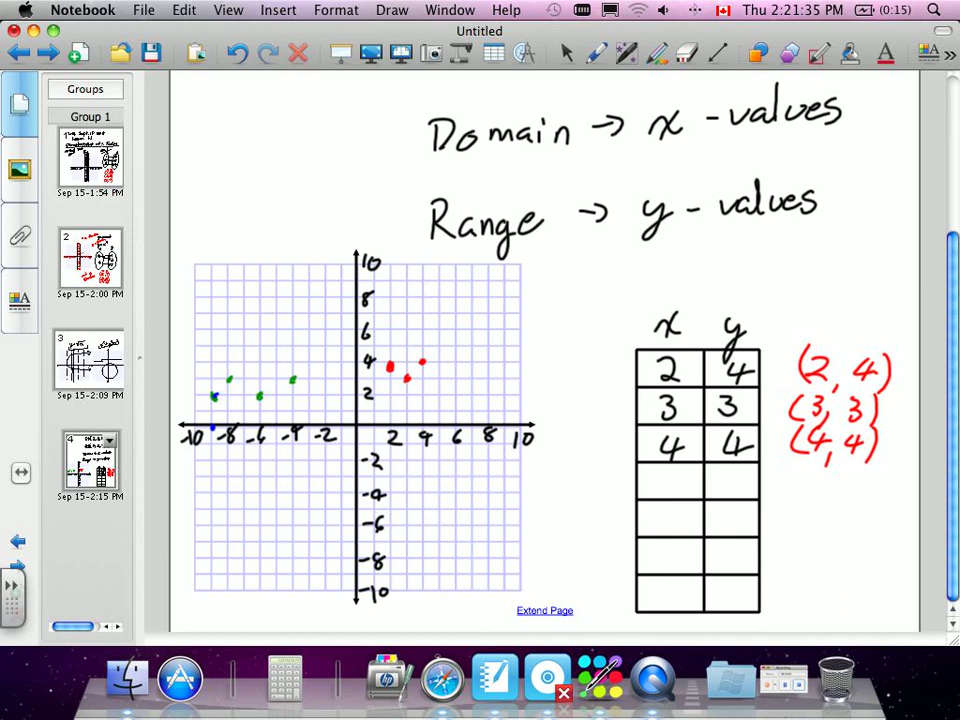 Notebook File Edit View Insert Format Draw Window Help Thu 2:21:35 PM (0:15)
Untitled
Groups
Group 1
Sep 15-1:54 PM
2
Sep 15-2:00 PM
3
Sep 15-2:09 PM
4
Sep 15-2:15 PM
Domain → x - values
Range → y - values
10
8
6
4
2
-10 -8 -6 -4 -2 2 4 6 8 10
-2
-4
-6
-8
-10
x y
2 4 (2, 4)
3 3 (3, 3)
4 4 (4, 4)
Extend Page
hp